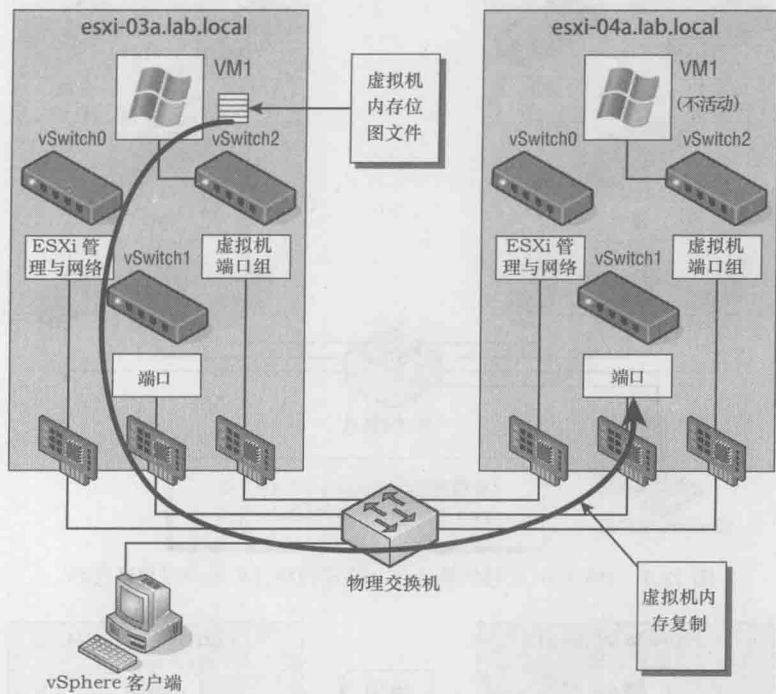 esxi-03a.lab.local
VM1
虚拟机
内存位
图文件
vSwitch0
vSwitch2
ESXi 管
理与网络
vSwitch1
虚拟机
端口组
端口
esxi-04a.lab.local
VM1
(不活动)
vSwitch0
vSwitch2
ESXi 管
理与网络
vSwitch1
虚拟机
端口组
端口
物理交换机
虚拟机内
存复制
vSphere 客户端